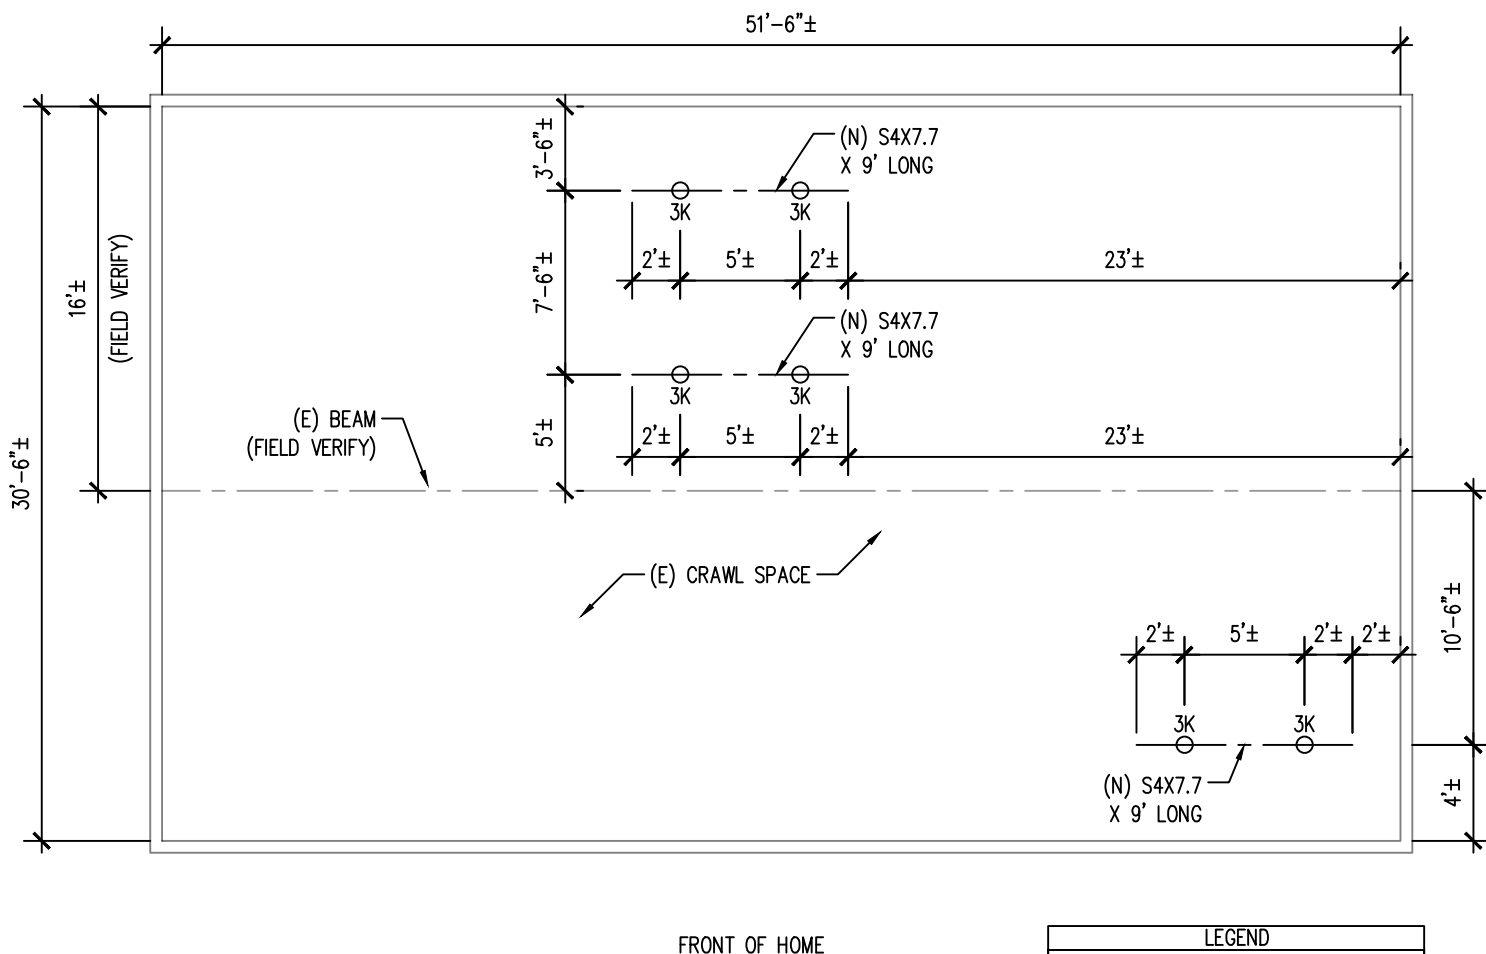 51'-6"±
3'-6"±
(N) S4X7.7
X 9' LONG
3K
3K
2'±
5'±
2'±
23'±
16'±
(FIELD VERIFY)
7'-6"±
(N) S4X7.7
X 9' LONG
3K
3K
2'±
5'±
2'±
23'±
(E) BEAM
(FIELD VERIFY)
5'±
30'-6"±
(E) CRAWL SPACE
10'-6"±
2'±
5'±
2'±
2'±
3K
3K
(N) S4X7.7
X 9' LONG
4'±
FRONT OF HOME
LEGEND